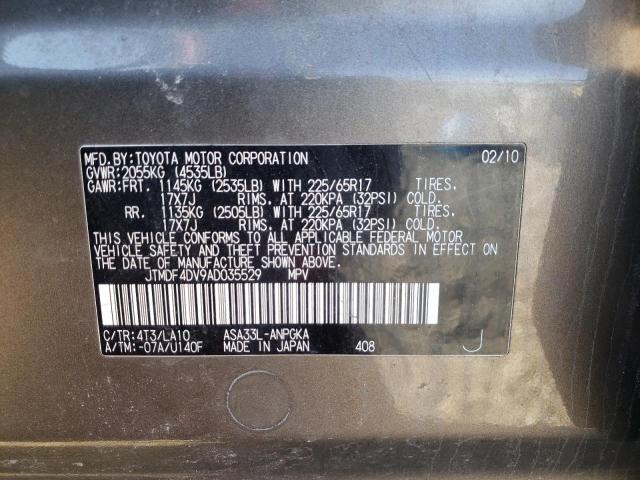 MFD. BY: TOYOTA MOTOR CORPORATION 02/10
GVWR: 2055KG (4535LB)
GAWR: FRT. 1145KG (2535LB) WITH 225/65R17 TIRES,
17X7J RIMS, AT 220KPA (32PSI) COLD.
RR. 1135KG (2505LB) WITH 225/65R17 TIRES,
17X7J RIMS, AT 220KPA (32PSI) COLD.
THIS VEHICLE CONFORMS TO ALL APPLICABLE FEDERAL MOTOR
VEHICLE SAFETY AND THEFT PREVENTION STANDARDS IN EFFECT
ON THE DATE OF MANUFACTURE SHOWN ABOVE.
JTMDF4DV9AD035529 MPV
C/TR: 4T3/LA10 ASA33L-ANPGKA
A/TM: -07A/U140F MADE IN JAPAN 408 J